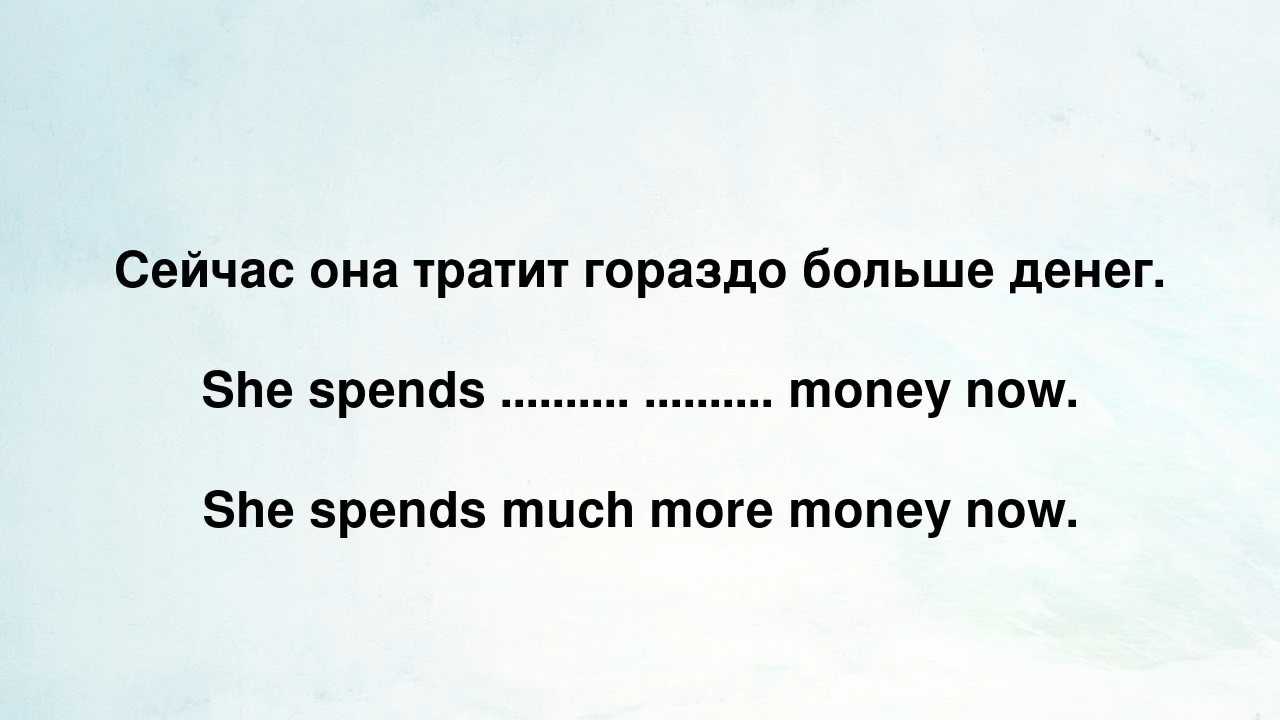 Сейчас она тратит гораздо больше денег.
She spends .......... .......... money now.
She spends much more money now.